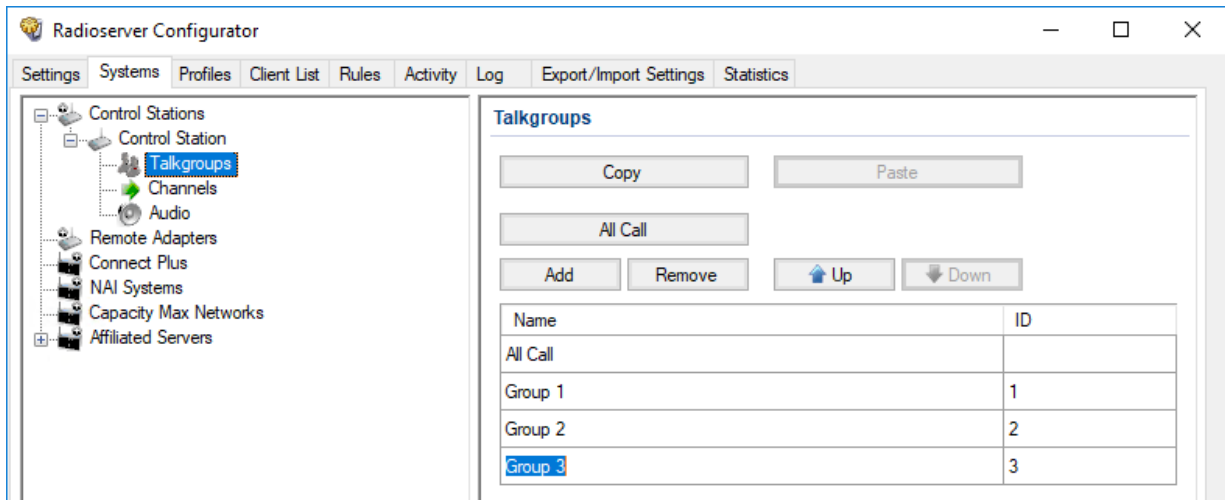 Radioserver Configurator
Settings Systems Profiles Client List Rules Activity Log Export/Import Settings Statistics
Control Stations
Control Station
Talkgroups
Channels
Audio
Remote Adapters
Connect Plus
NAI Systems
Capacity Max Networks
Affiliated Servers
Talkgroups
Copy Paste
All Call
Add Remove Up Down
Name ID
All Call
Group 1 1
Group 2 2
Group 3 3